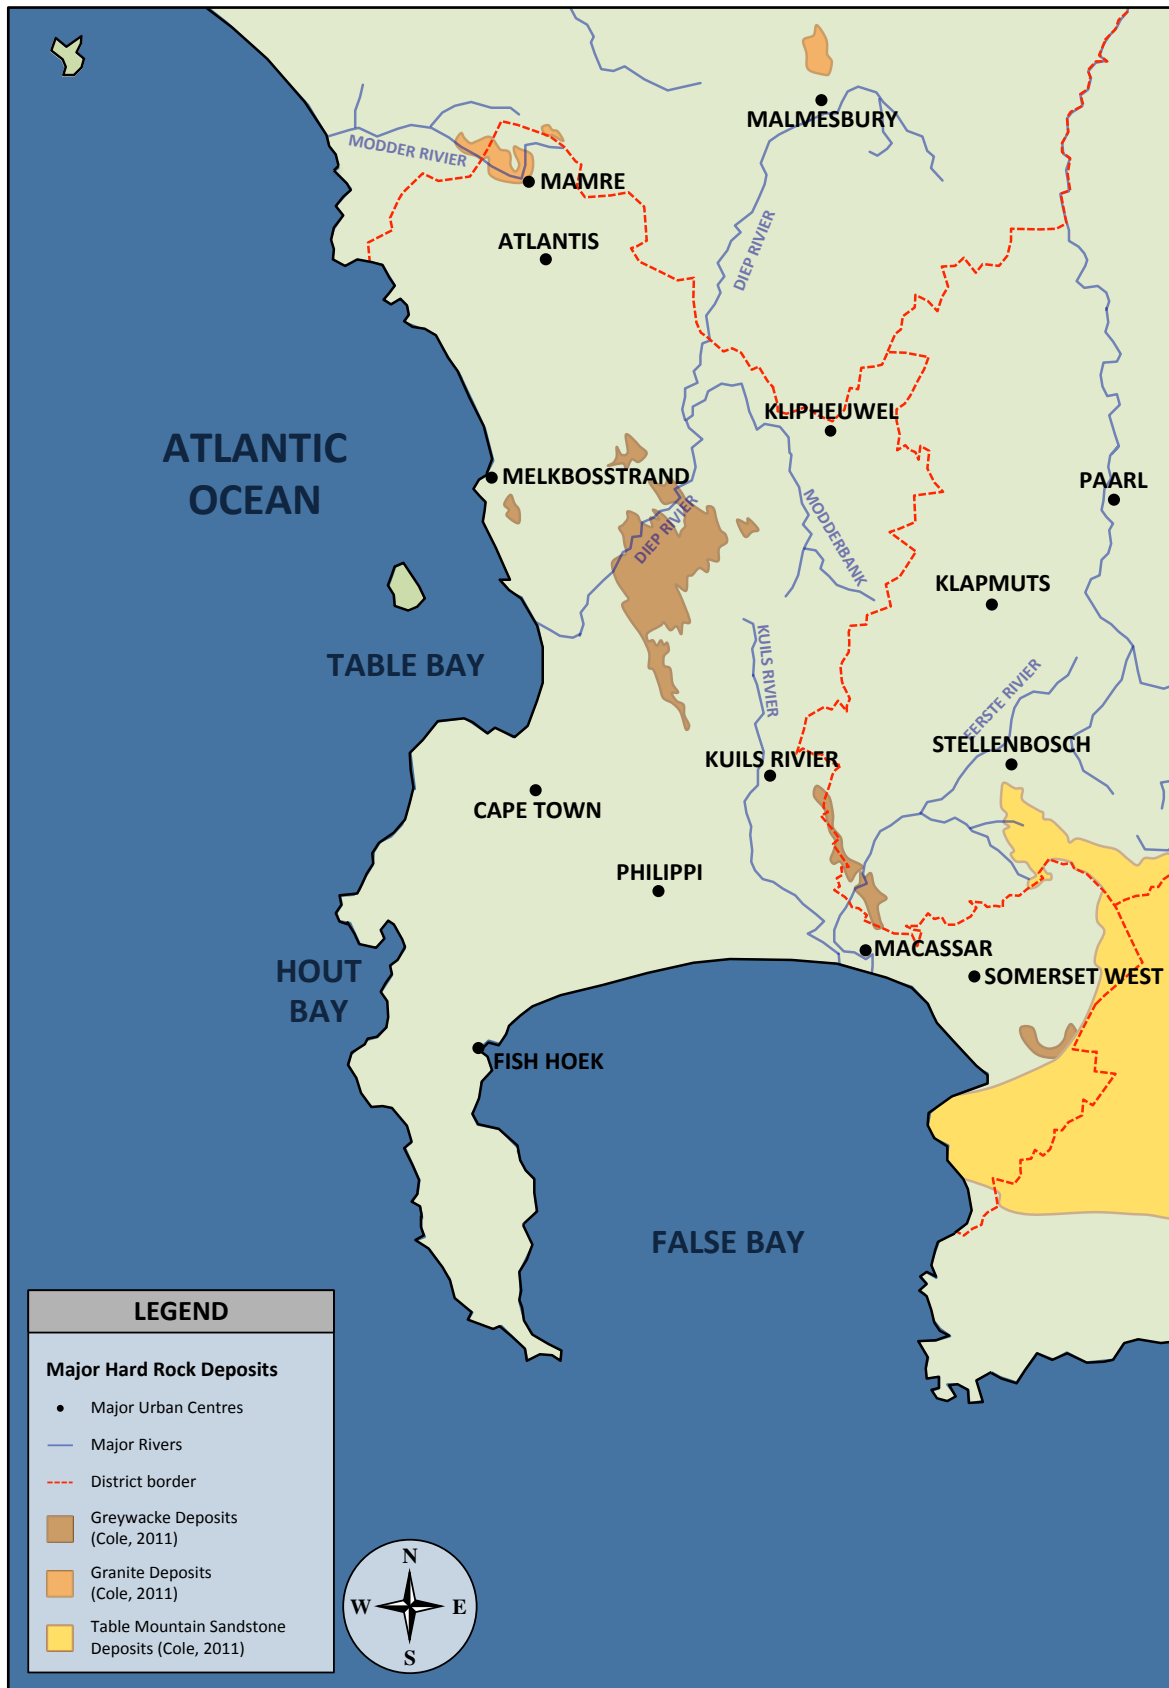 MALMESBURY
MODDER RIVIER
MAMRE
ATLANTIS
DIEP RIVIER
KLIPHEUWEL
ATLANTIC
OCEAN
MELKBOSSTRAND
PAARL
DIEP RIVIER
MODDERBANK
KLAPMUTS
TABLE BAY
KUILS RIVIER
EERSTE RIVIER
STELLENBOSCH
KUILS RIVIER
CAPE TOWN
PHILIPPI
MACASSAR
HOUT
BAY
SOMERSET WEST
FISH HOEK
FALSE BAY
LEGEND
Major Hard Rock Deposits
Major Urban Centres
Major Rivers
District border
Greywacke Deposits
(Cole, 2011)
Granite Deposits
(Cole, 2011)
Table Mountain Sandstone
Deposits (Cole, 2011)
N
W E
S